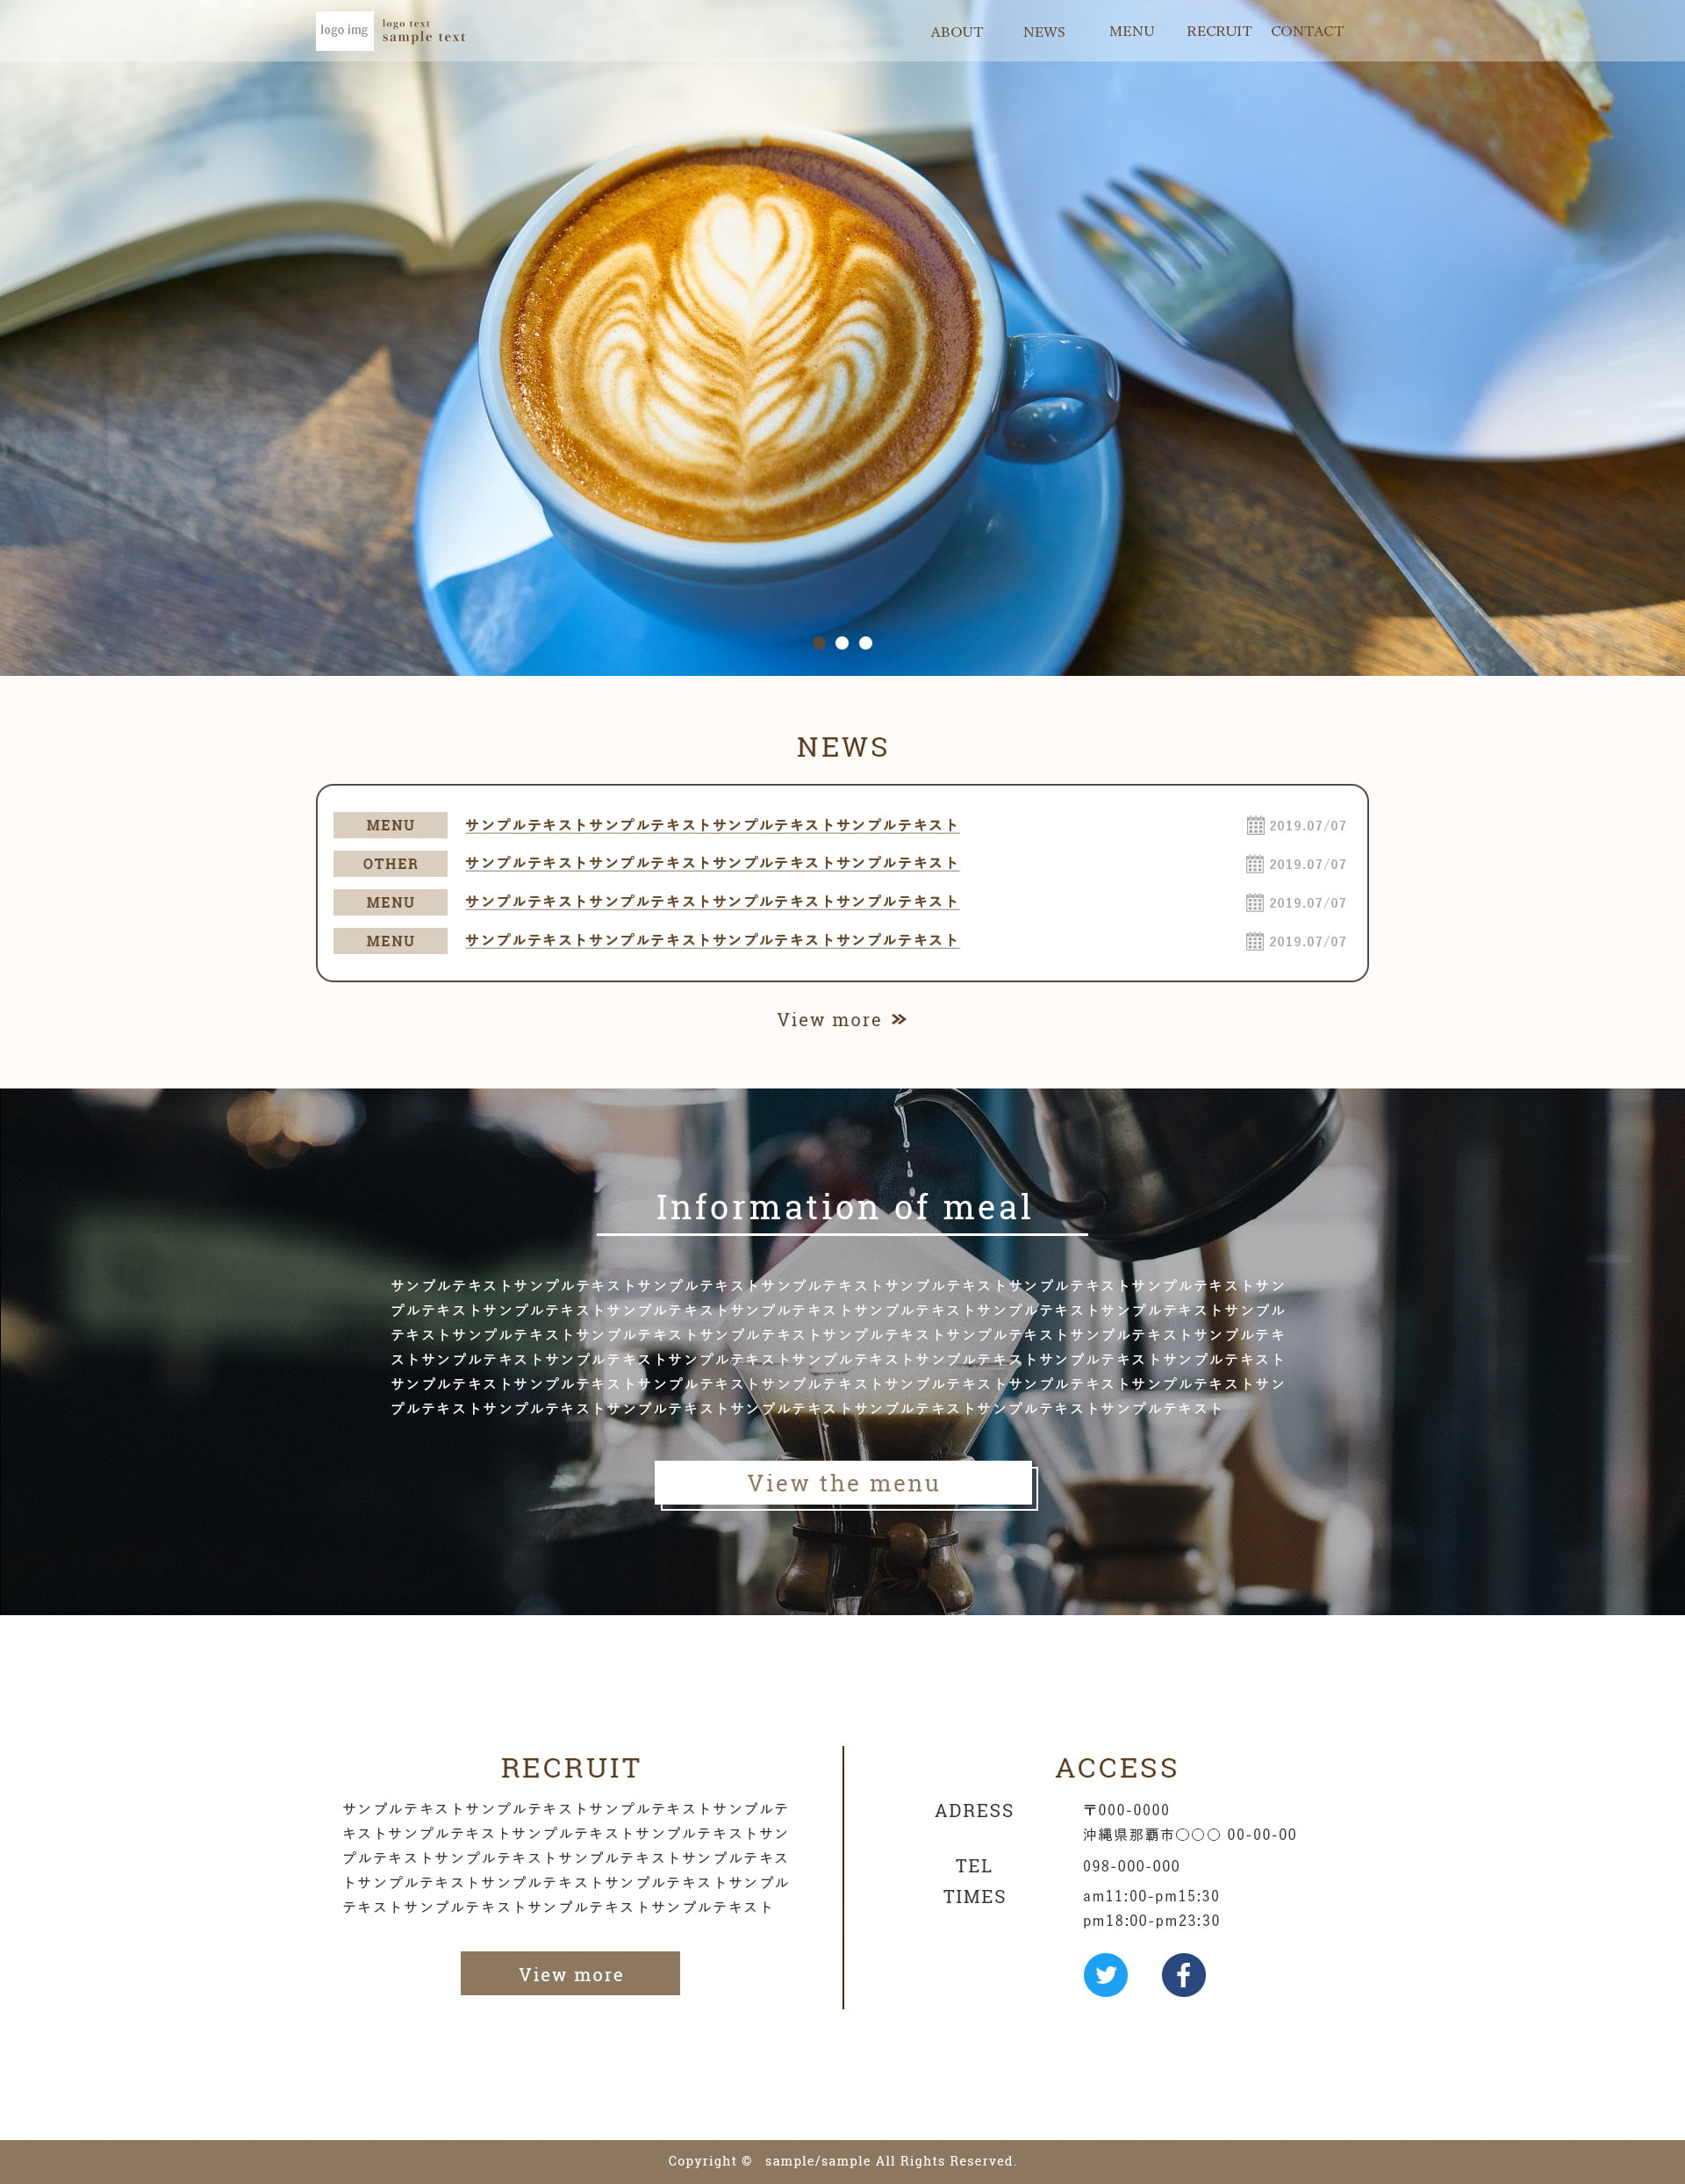 logo img
logo text
sample text
ABOUT NEWS MENU RECRUIT CONTACT
NEWS
MENU サンプルテキストサンプルテキストサンプルテキストサンプルテキスト 2019.07/07
OTHER サンプルテキストサンプルテキストサンプルテキストサンプルテキスト 2019.07/07
MENU サンプルテキストサンプルテキストサンプルテキストサンプルテキスト 2019.07/07
MENU サンプルテキストサンプルテキストサンプルテキストサンプルテキスト 2019.07/07
View more
Information of meal
サンプルテキストサンプルテキストサンプルテキストサンプルテキストサンプルテキストサンプルテキストサンプルテキストサン
プルテキストサンプルテキストサンプルテキストサンプルテキストサンプルテキストサンプルテキストサンプルテキストサンプル
テキストサンプルテキストサンプルテキストサンプルテキストサンプルテキストサンプルテキストサンプルテキストサンプルテキ
ストサンプルテキストサンプルテキストサンプルテキストサンプルテキストサンプルテキストサンプルテキストサンプルテキスト
サンプルテキストサンプルテキストサンプルテキストサンプルテキストサンプルテキストサンプルテキストサンプルテキストサン
プルテキストサンプルテキストサンプルテキストサンプルテキストサンプルテキストサンプルテキストサンプルテキスト
View the menu
RECRUIT
サンプルテキストサンプルテキストサンプルテキストサンプルテ
キストサンプルテキストサンプルテキストサンプルテキストサン
プルテキストサンプルテキストサンプルテキストサンプルテキス
トサンプルテキストサンプルテキストサンプルテキストサンプル
テキストサンプルテキストサンプルテキストサンプルテキスト
View more
ACCESS
ADRESS 〒000-0000
沖縄県那覇市〇〇〇 00-00-00
TEL 098-000-000
TIMES am11:00-pm15:30
pm18:00-pm23:30
Copyright © sample/sample All Rights Reserved.